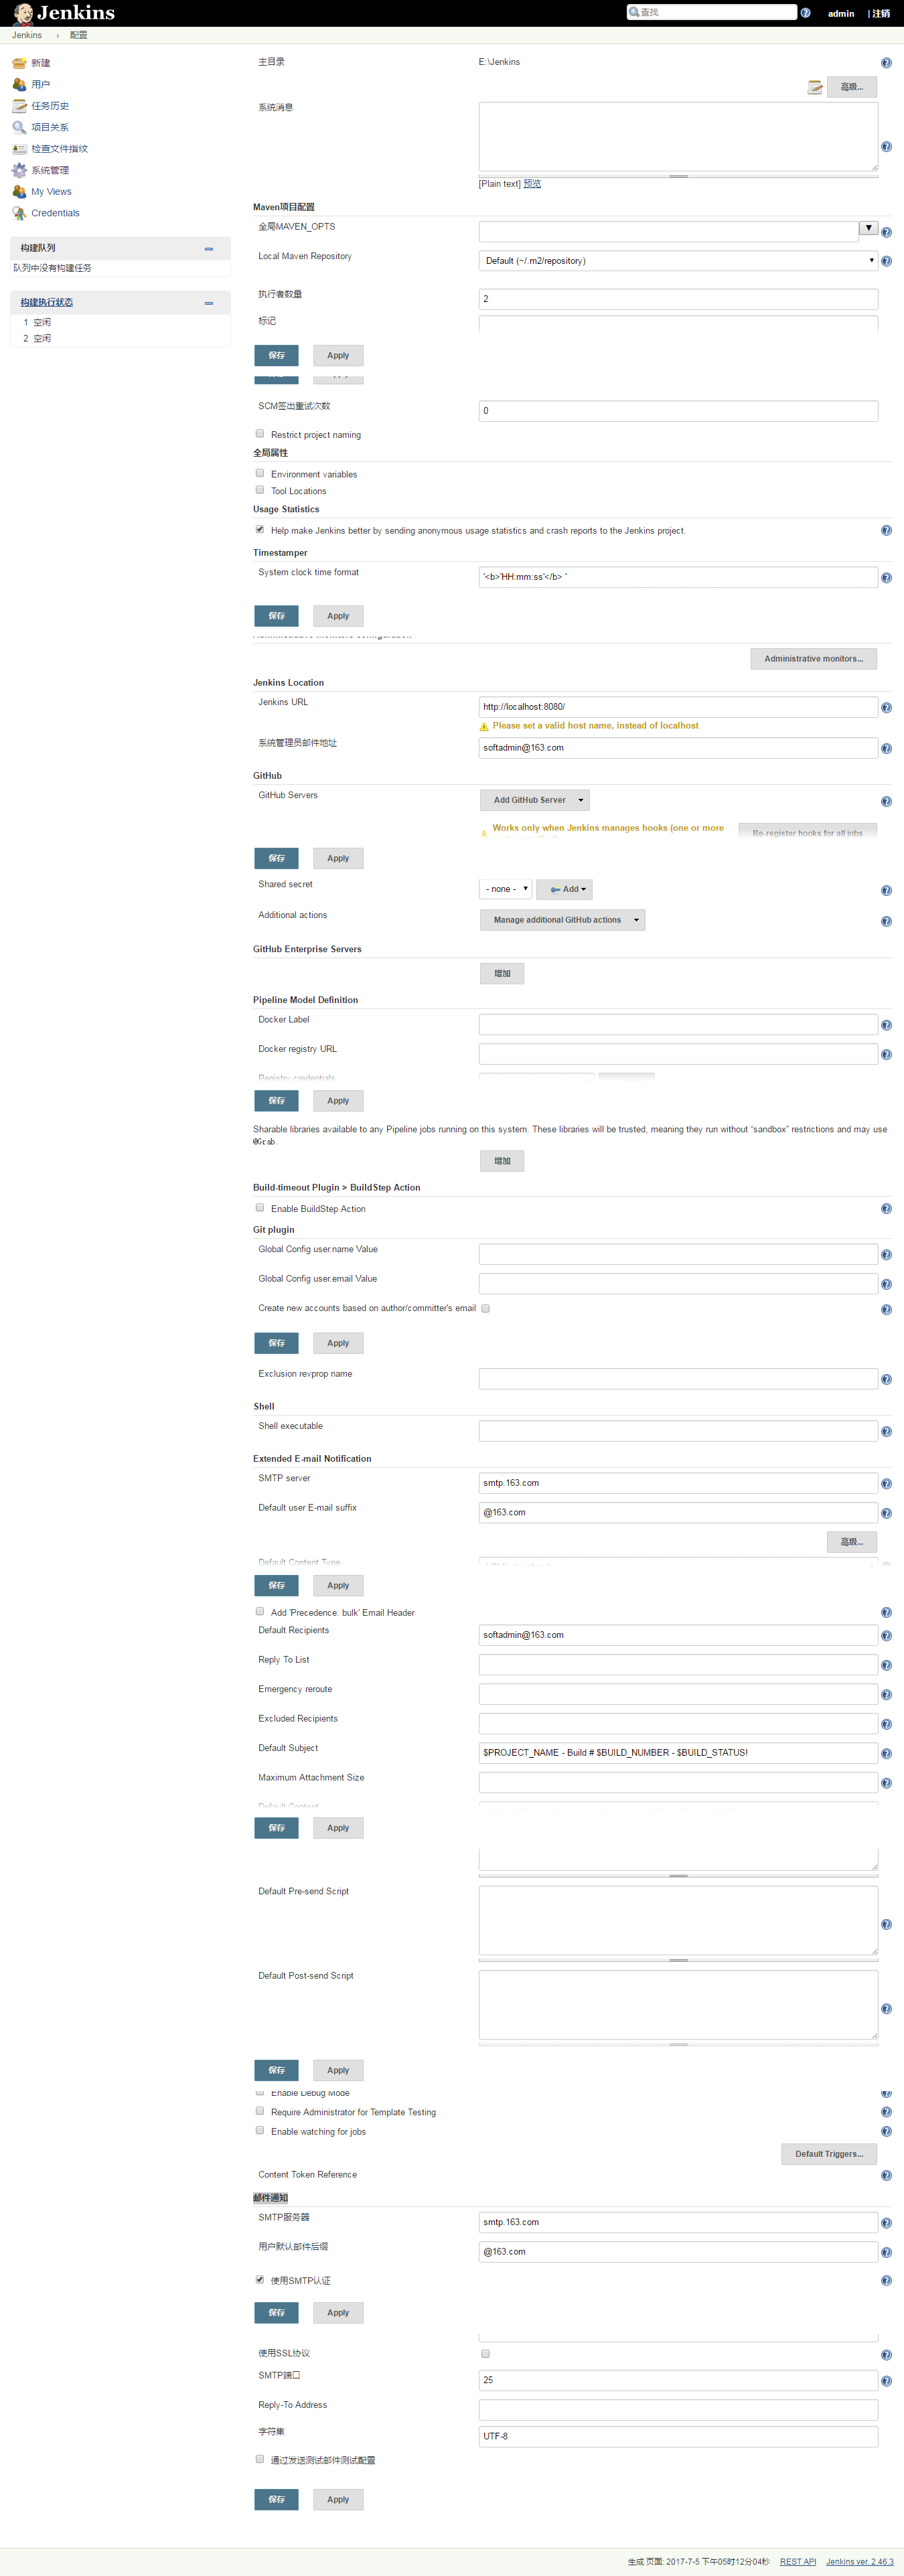 Jenkins
查找
admin | 注销
Jenkins › 配置
新建
用户
任务历史
项目关系
检查文件指纹
系统管理
My Views
Credentials
构建队列
队列中没有构建任务
构建执行状态
1 空闲
2 空闲
主目录 E:\Jenkins
高级...
系统消息
[Plain text] 预览
Maven项目配置
全局MAVEN_OPTS
Local Maven Repository Default (~/.m2/repository)
执行者数量 2
标记
保存 Apply
SCM签出重试次数 0
Restrict project naming
全局属性
Environment variables
Tool Locations
Usage Statistics
Help make Jenkins better by sending anonymous usage statistics and crash reports to the Jenkins project.
Timestamper
System clock time format '<b>'HH:mm:ss'</b> '
保存 Apply
Administrative monitors configuration
Administrative monitors...
Jenkins Location
Jenkins URL http://localhost:8080/
Please set a valid host name, instead of localhost
系统管理员邮件地址 softadmin@163.com
GitHub
GitHub Servers Add GitHub Server
Works only when Jenkins manages hooks (one or more Re-register hooks for all jobs
保存 Apply
Shared secret - none - Add
Additional actions Manage additional GitHub actions
GitHub Enterprise Servers
增加
Pipeline Model Definition
Docker Label
Docker registry URL
Registry credentials
保存 Apply
Sharable libraries available to any Pipeline jobs running on this system. These libraries will be trusted, meaning they run without “sandbox” restrictions and may use
@Grab.
增加
Build-timeout Plugin > BuildStep Action
Enable BuildStep Action
Git plugin
Global Config user.name Value
Global Config user.email Value
Create new accounts based on author/committer's email
保存 Apply
Exclusion revprop name
Shell
Shell executable
Extended E-mail Notification
SMTP server smtp.163.com
Default user E-mail suffix @163.com
高级...
Default Content Type
保存 Apply
Add 'Precedence: bulk' Email Header
Default Recipients softadmin@163.com
Reply To List
Emergency reroute
Excluded Recipients
Default Subject $PROJECT_NAME - Build # $BUILD_NUMBER - $BUILD_STATUS!
Maximum Attachment Size
Default Content
保存 Apply
Default Pre-send Script
Default Post-send Script
保存 Apply
Enable Debug Mode
Require Administrator for Template Testing
Enable watching for jobs
Default Triggers...
Content Token Reference
邮件通知
SMTP服务器 smtp.163.com
用户默认邮件后缀 @163.com
使用SMTP认证
保存 Apply
使用SSL协议
SMTP端口 25
Reply-To Address
字符集 UTF-8
通过发送测试邮件测试配置
保存 Apply
生成 页面: 2017-7-5 下午05时12分04秒 REST API Jenkins ver. 2.46.3